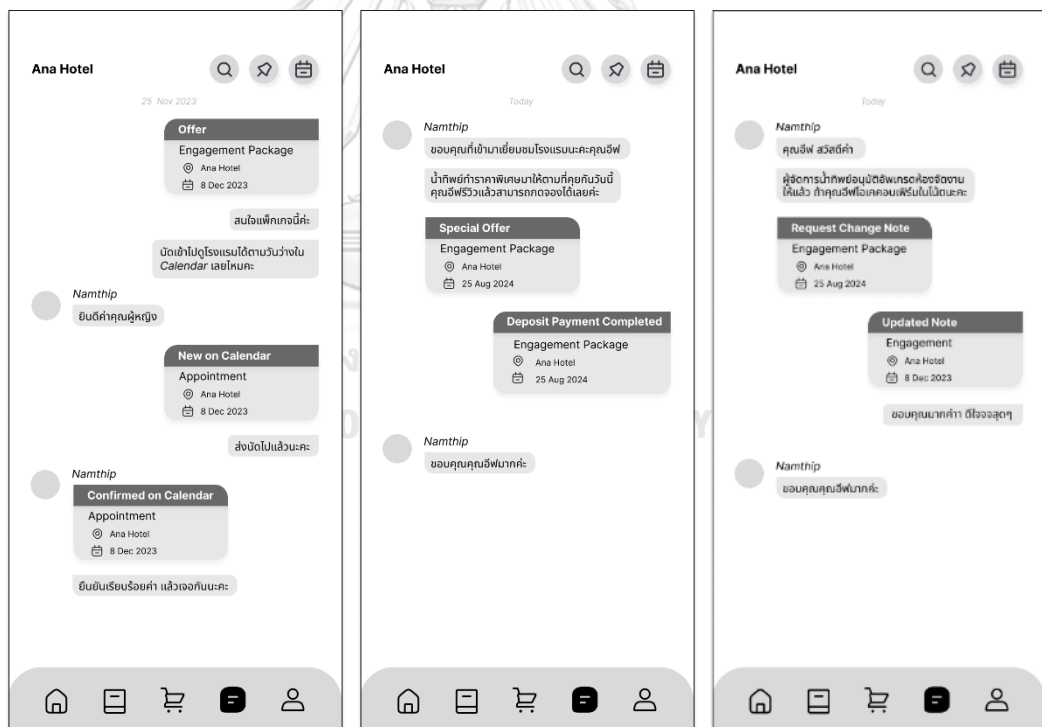 Ana Hotel
25 Nov 2023
Offer
Engagement Package
Ana Hotel
8 Dec 2023
สนใจแพ็กเกจนี้ค่ะ
นัดเข้าไปดูโรงแรมได้ตามวันว่างใน
Calendar เลยไหมคะ
Namthip
ยินดีค่าคุณผู้หญิง
New on Calendar
Appointment
Ana Hotel
8 Dec 2023
ส่งนัดไปแล้วนะคะ
Namthip
Confirmed on Calendar
Appointment
Ana Hotel
8 Dec 2023
ยืนยันเรียบร้อยค่า แล้วเจอกันนะคะ
Ana Hotel
Today
Namthip
ขอบคุณที่เข้ามาเยี่ยมชมโรงแรมนะคะคุณอีฟ
น้ำทิพย์ทำราคาพิเศษมาให้ตามที่คุยกันวันนี้
คุณอีฟรีวิวแล้วสามารถกดจองได้เลยค่ะ
Special Offer
Engagement Package
Ana Hotel
25 Aug 2024
Deposit Payment Completed
Engagement Package
Ana Hotel
25 Aug 2024
Namthip
ขอบคุณคุณอีฟมากค่ะ
Ana Hotel
Today
Namthip
คุณอีฟ สวัสดีค่ำ
ผู้จัดการน้ำทิพย์อนุมัติอัพเกรดห้องจัดงาน
ให้แล้ว ถ้าคุณอีฟโอเคคอนเฟิร์มในโน้ตนะคะ
Request Change Note
Engagement Package
Ana Hotel
25 Aug 2024
Updated Note
Engagement
Ana Hotel
8 Dec 2023
ขอบคุณมากค่าา ดีใจจจสุดๆ
Namthip
ขอบคุณคุณอีฟมากค่ะ